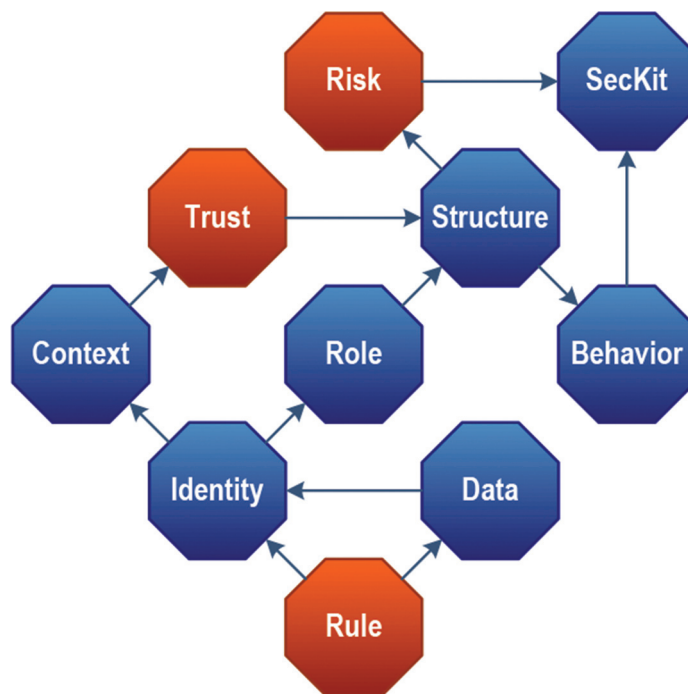 Risk
SecKit
Trust
Structure
Context
Role
Behavior
Identity
Data
Rule